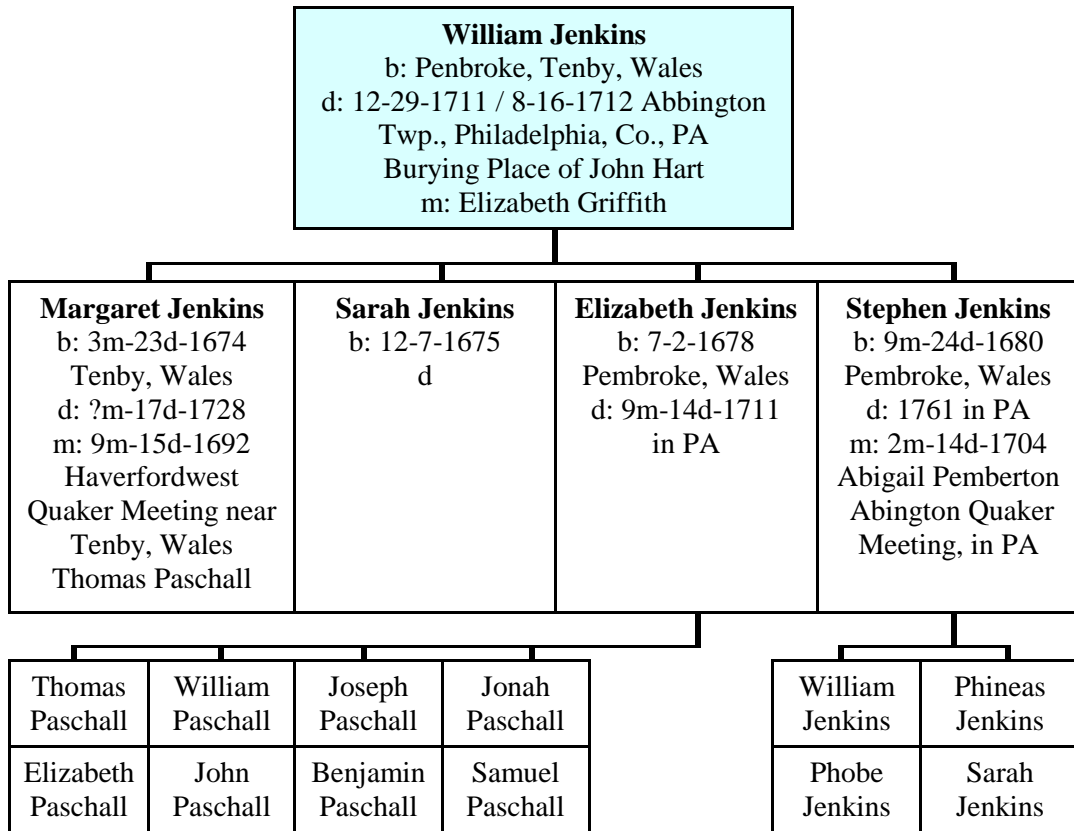 William Jenkins
b: Penbroke, Tenby, Wales
d: 12-29-1711 / 8-16-1712 Abbington
Twp., Philadelphia, Co., PA
Burying Place of John Hart
m: Elizabeth Griffith
Margaret Jenkins
b: 3m-23d-1674
Tenby, Wales
d: ?m-17d-1728
m: 9m-15d-1692
Haverfordwest
Quaker Meeting near
Tenby, Wales
Thomas Paschall
Sarah Jenkins
b: 12-7-1675
d
Elizabeth Jenkins
b: 7-2-1678
Pembroke, Wales
d: 9m-14d-1711
in PA
Stephen Jenkins
b: 9m-24d-1680
Pembroke, Wales
d: 1761 in PA
m: 2m-14d-1704
Abigail Pemberton
Abington Quaker
Meeting, in PA
Thomas
Paschall
William
Paschall
Joseph
Paschall
Jonah
Paschall
William
Jenkins
Phineas
Jenkins
Elizabeth
Paschall
John
Paschall
Benjamin
Paschall
Samuel
Paschall
Phobe
Jenkins
Sarah
Jenkins